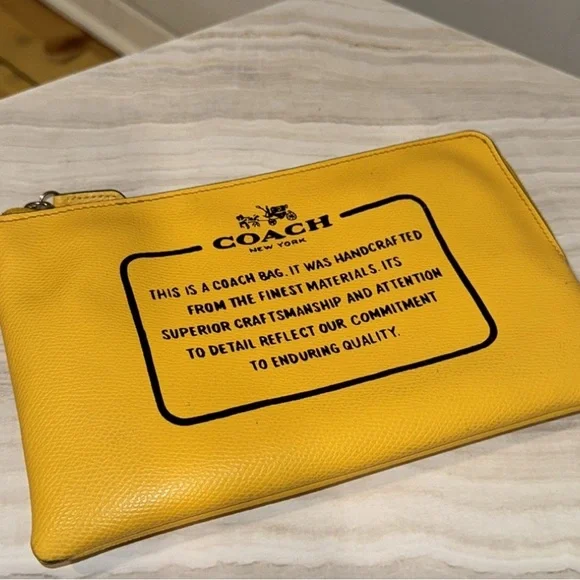 COACH
NEW YORK
THIS IS A COACH BAG. IT WAS HANDCRAFTED
FROM THE FINEST MATERIALS. ITS
SUPERIOR CRAFTSMANSHIP AND ATTENTION
TO DETAIL REFLECT OUR COMMITMENT
TO ENDURING QUALITY.